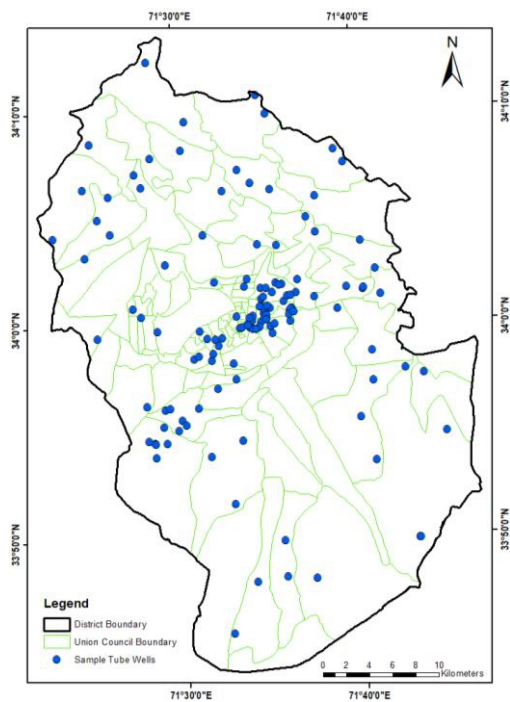 71°30'0"E 71°40'0"E
N
34°10'0"N 34°10'0"N
34°0'0"N 34°0'0"N
33°50'0"N 33°50'0"N
Legend
District Boundary
Union Council Boundary
Sample Tube Wells
0 2 4 6 8 10
Kilometers
71°30'0"E 71°40'0"E